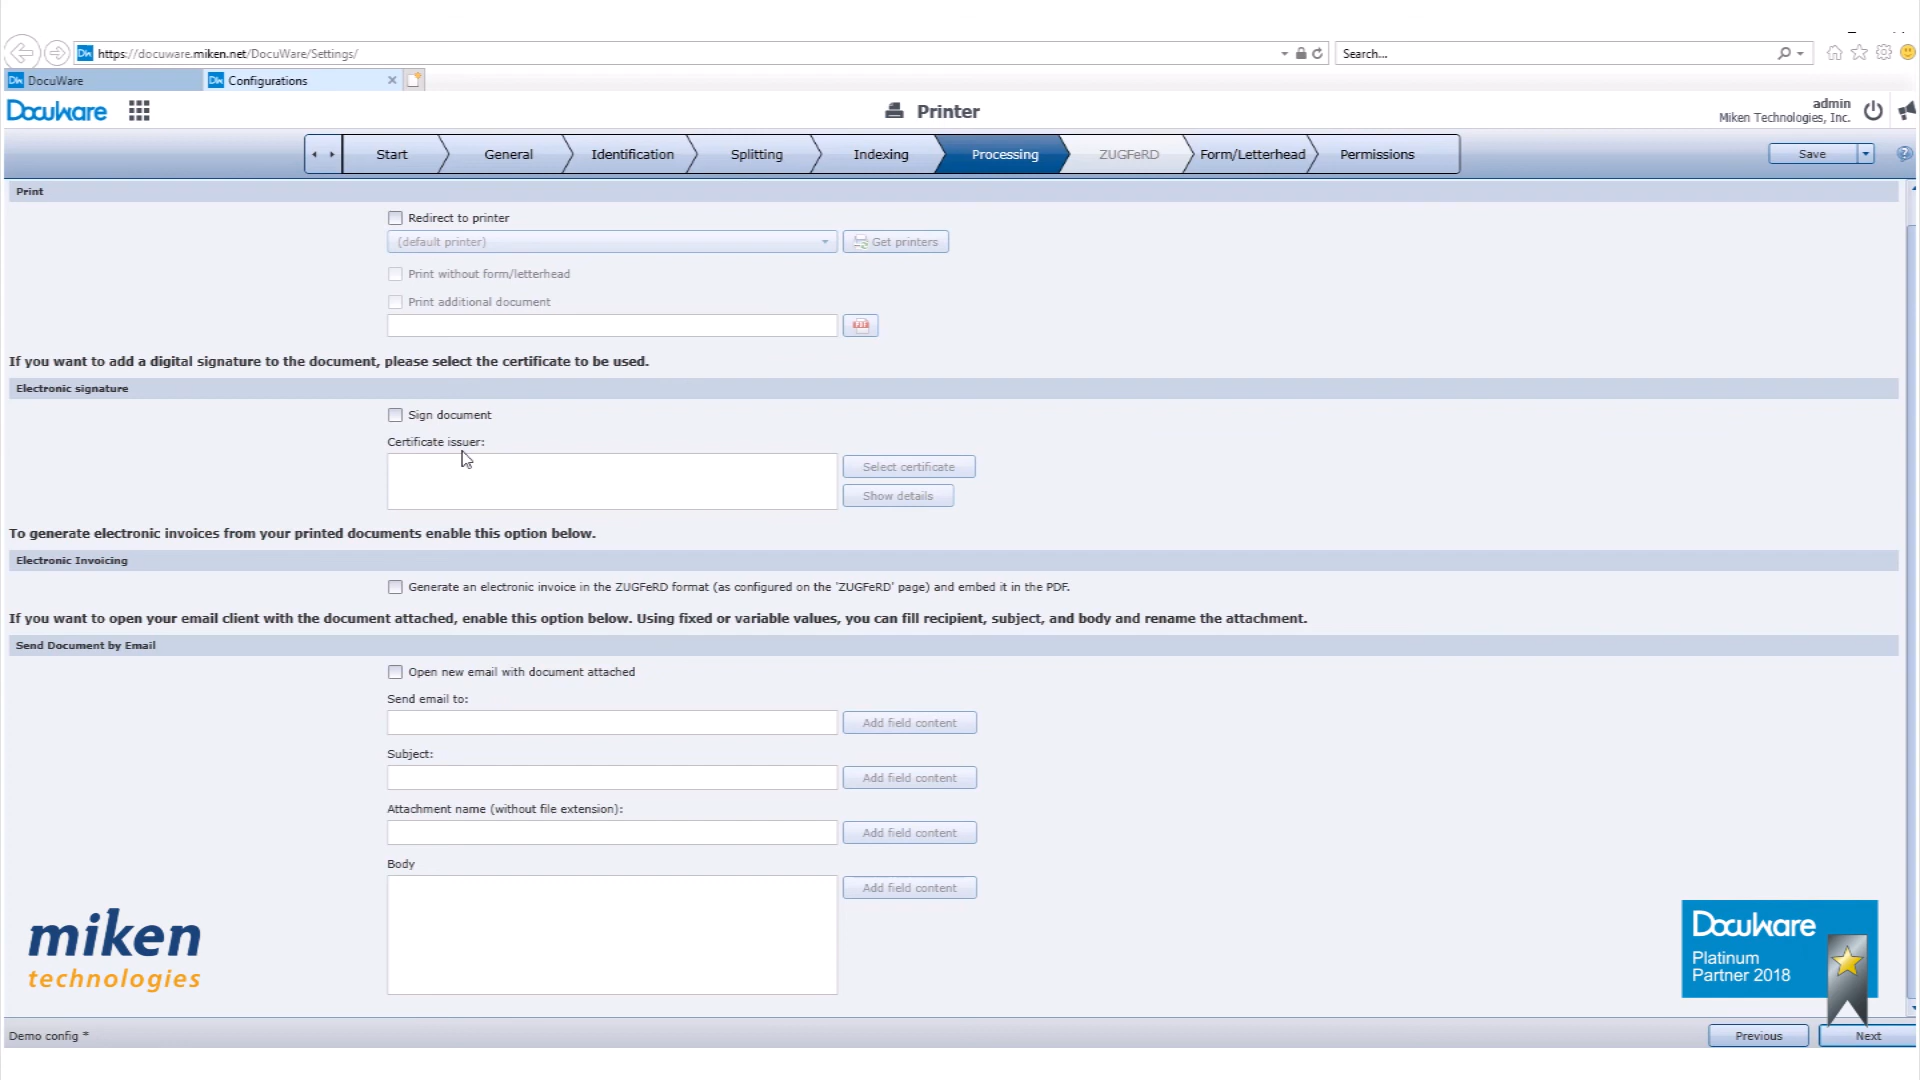 https://docuware.miken.net/DocuWare/Settings/
Search...
DocuWare
Configurations
DocuWare
Printer
admin
Miken Technologies, Inc.
Start
General
Identification
Splitting
Indexing
Processing
ZUGFeRD
Form/Letterhead
Permissions
Save
Print
Redirect to printer
(default printer)
Get printers
Print without form/letterhead
Print additional document
If you want to add a digital signature to the document, please select the certificate to be used.
Electronic signature
Sign document
Certificate issuer:
Select certificate
Show details
To generate electronic invoices from your printed documents enable this option below.
Electronic Invoicing
Generate an electronic invoice in the ZUGFeRD format (as configured on the 'ZUGFeRD' page) and embed it in the PDF.
If you want to open your email client with the document attached, enable this option below. Using fixed or variable values, you can fill recipient, subject, and body and rename the attachment.
Send Document by Email
Open new email with document attached
Send email to:
Add field content
Subject:
Add field content
Attachment name (without file extension):
Add field content
Body
Add field content
miken
technologies
DocuWare
Platinum
Partner 2018
Demo config *
Previous
Next